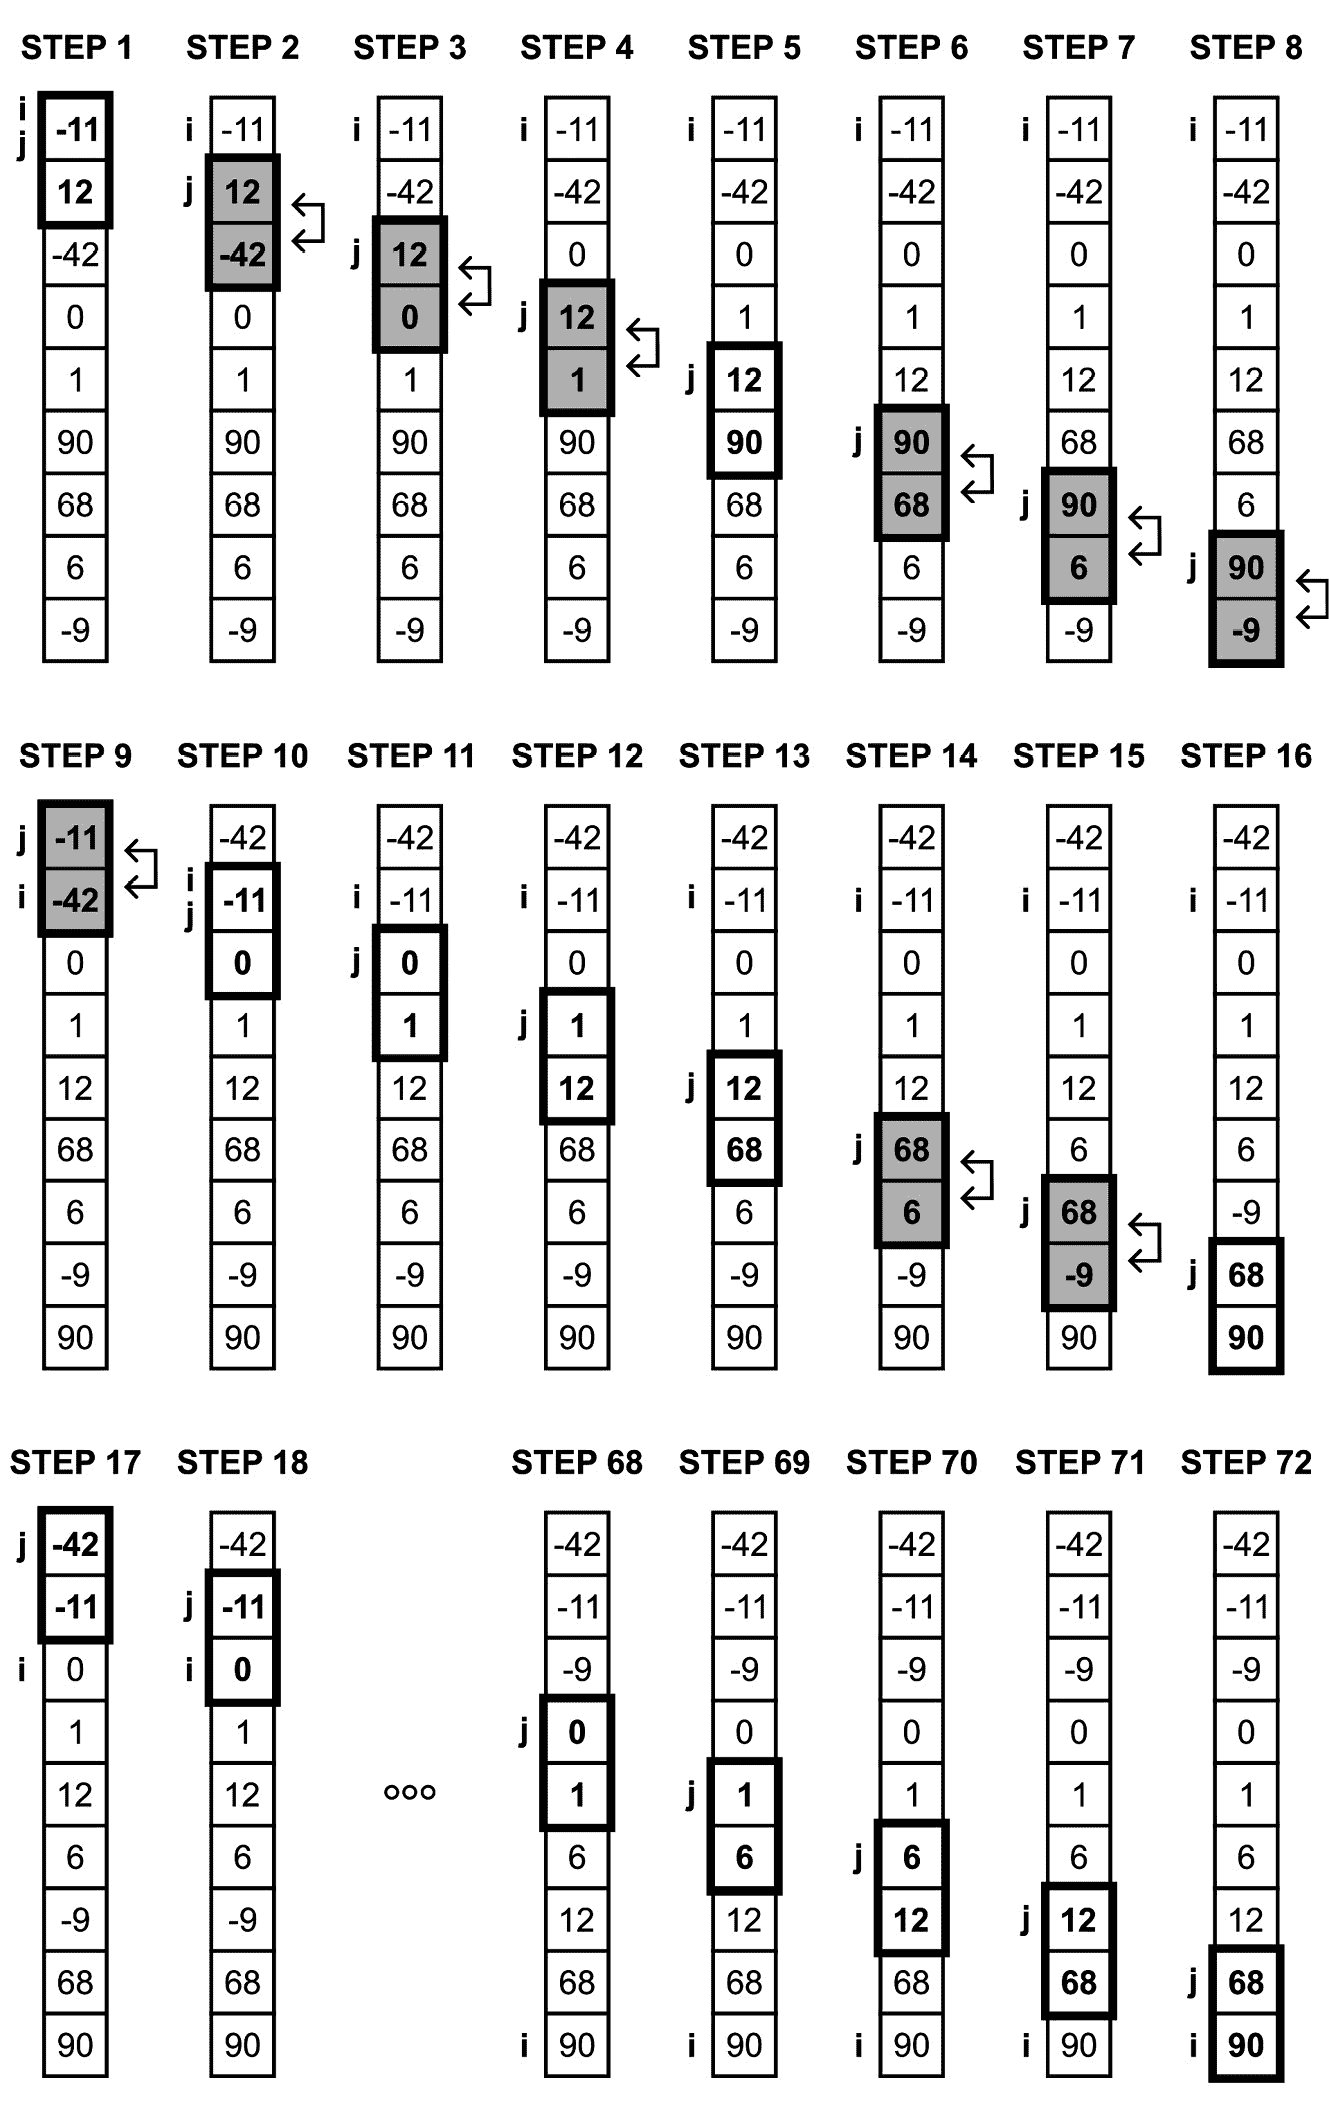 STEP 1 STEP 2 STEP 3 STEP 4 STEP 5 STEP 6 STEP 7 STEP 8
i -11 i -11 i -11 i -11 i -11 i -11 i -11 i -11
j 12 j 12 -42 -42 -42 -42 -42 -42
-42 -42 j 12 0 0 0 0 0
0 0 0 j 12 1 1 1 1
1 1 1 1 j 12 12 12 12
90 90 90 90 90 j 90 68 68
68 68 68 68 68 68 j 90 6
6 6 6 6 6 6 6 j 90
-9 -9 -9 -9 -9 -9 -9 -9
STEP 9 STEP 10 STEP 11 STEP 12 STEP 13 STEP 14 STEP 15 STEP 16
j -11 -42 -42 -42 -42 -42 -42 -42
i -42 i j -11 i -11 i -11 i -11 i -11 i -11 i -11
0 0 j 0 0 0 0 0 0
1 1 1 j 1 1 1 1 1
12 12 12 12 j 12 12 12 12
68 68 68 68 68 j 68 6 6
6 6 6 6 6 6 j 68 -9
-9 -9 -9 -9 -9 -9 -9 j 68
90 90 90 90 90 90 90 90
STEP 17 STEP 18 STEP 68 STEP 69 STEP 70 STEP 71 STEP 72
j -42 -42 -42 -42 -42 -42 -42
-11 j -11 -11 -11 -11 -11 -11
i 0 i 0 -9 -9 -9 -9 -9
1 1 j 0 0 0 0 0
12 12 1 j 1 1 1 1
6 6 6 6 j 6 6 6
-9 -9 12 12 12 j 12 12
68 68 68 68 68 68 j 68
90 90 i 90 i 90 i 90 i 90 i 90